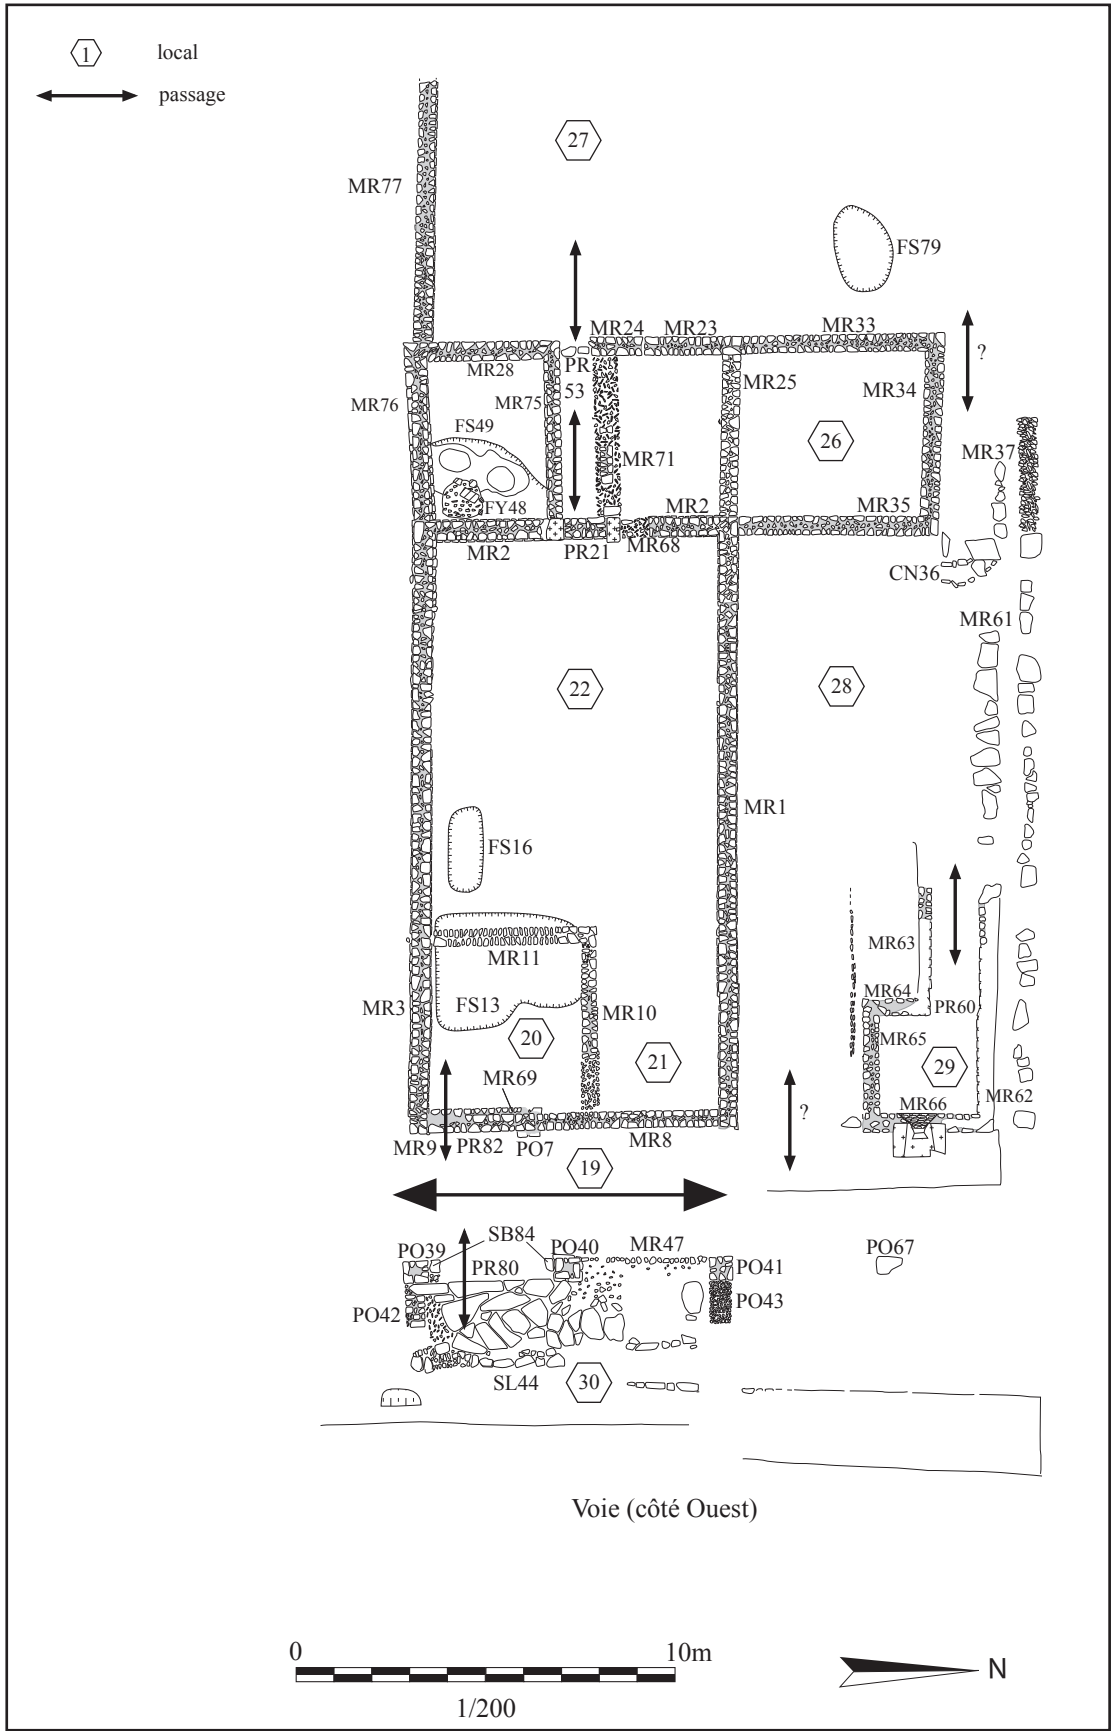 1 local
passage
27
MR77
FS79
MR24 MR23 MR33
?
PR
53
MR28
MR25
MR34
MR76
MR75
FS49
26
MR37
MR71
FY48
MR2
MR35
MR2
PR21
MR68
CN36
MR61
22
28
MR1
FS16
MR63
MR11
MR64
PR60
MR3
FS13
MR10
20
MR65
21
29
MR69
MR66
MR62
?
MR9 PR82 PO7 MR8
19
SB84
PO39 PO40 MR47 PO67
PR80
PO41
PO42
PO43
SL44
30
Voie (côté Ouest)
0 10m
N
1/200